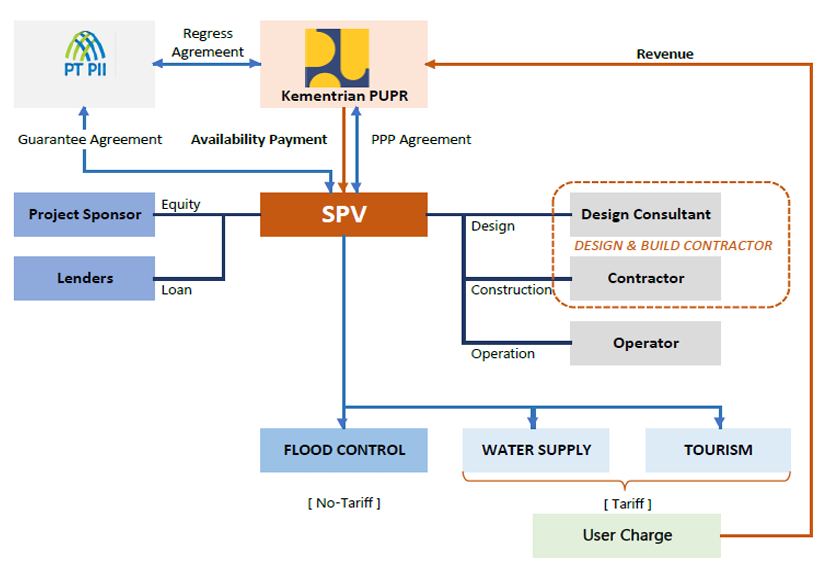 Regress
Agreement
PT PII
Kementrian PUPR
Revenue
Guarantee Agreement
Availability Payment
PPP Agreement
Project Sponsor
Equity
SPV
Design
Design Consultant
DESIGN & BUILD CONTRACTOR
Lenders
Loan
Construction
Contractor
Operation
Operator
FLOOD CONTROL
WATER SUPPLY
TOURISM
[ No-Tariff ]
[ Tariff ]
User Charge